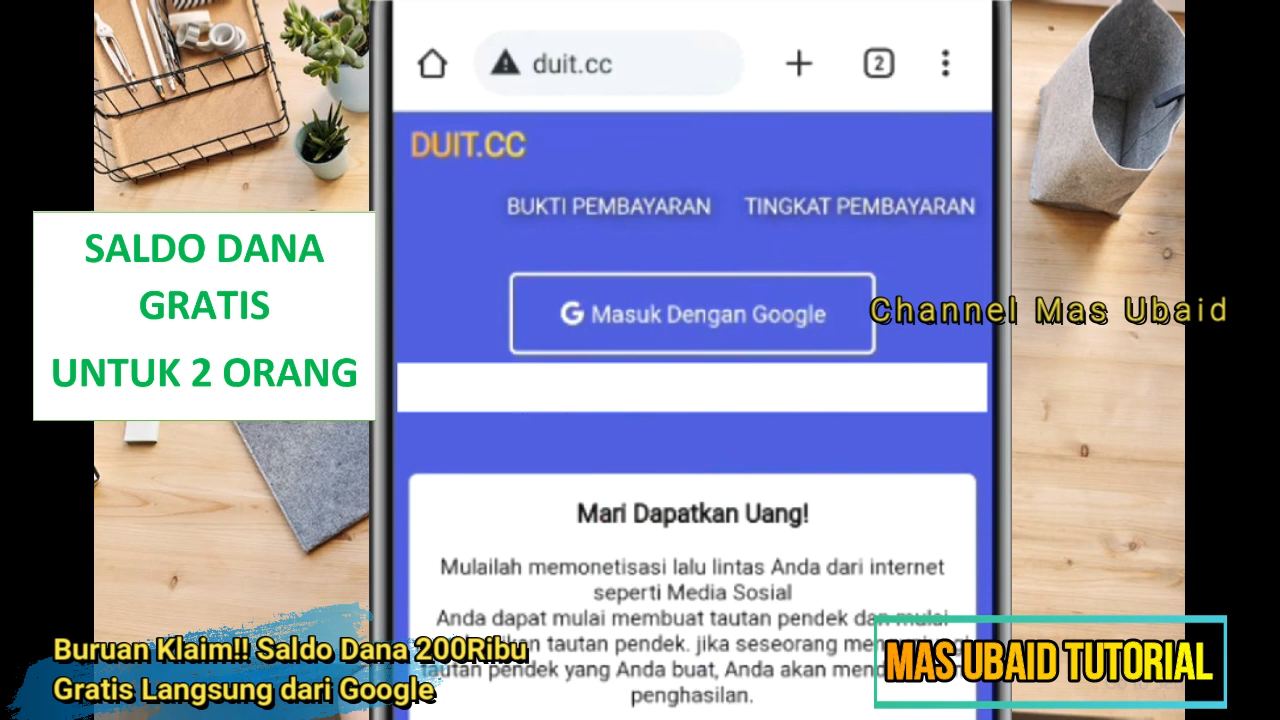 2
duit.cc
DUIT.CC
BUKTI PEMBAYARAN
TINGKAT PEMBAYARAN
SALDO DANA
GRATIS
UNTUK 2 ORANG
G Masuk Dengan Google
Channel Mas Ubaid
Mari Dapatkan Uang!
Mulailah memonetisasi lalu lintas Anda dari internet
seperti Media Sosial
Anda dapat mulai membuat tautan pendek dan mulai
tautan pendek. jika seseorang
tautan pendek yang Anda buat, Anda akan
penghasilan.
Buruan Klaim!! Saldo Dana 200Ribu
Gratis Langsung dari Google
MAS UBAID TUTORIAL